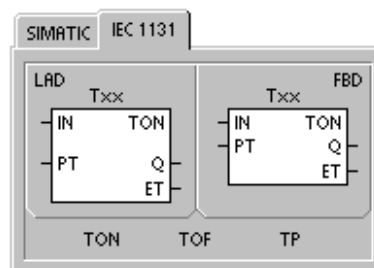 SIMATIC IEC 1131
LAD FBD
Txx Txx
IN TON IN TON
PT Q PT Q
ET ET
TON TOF TP